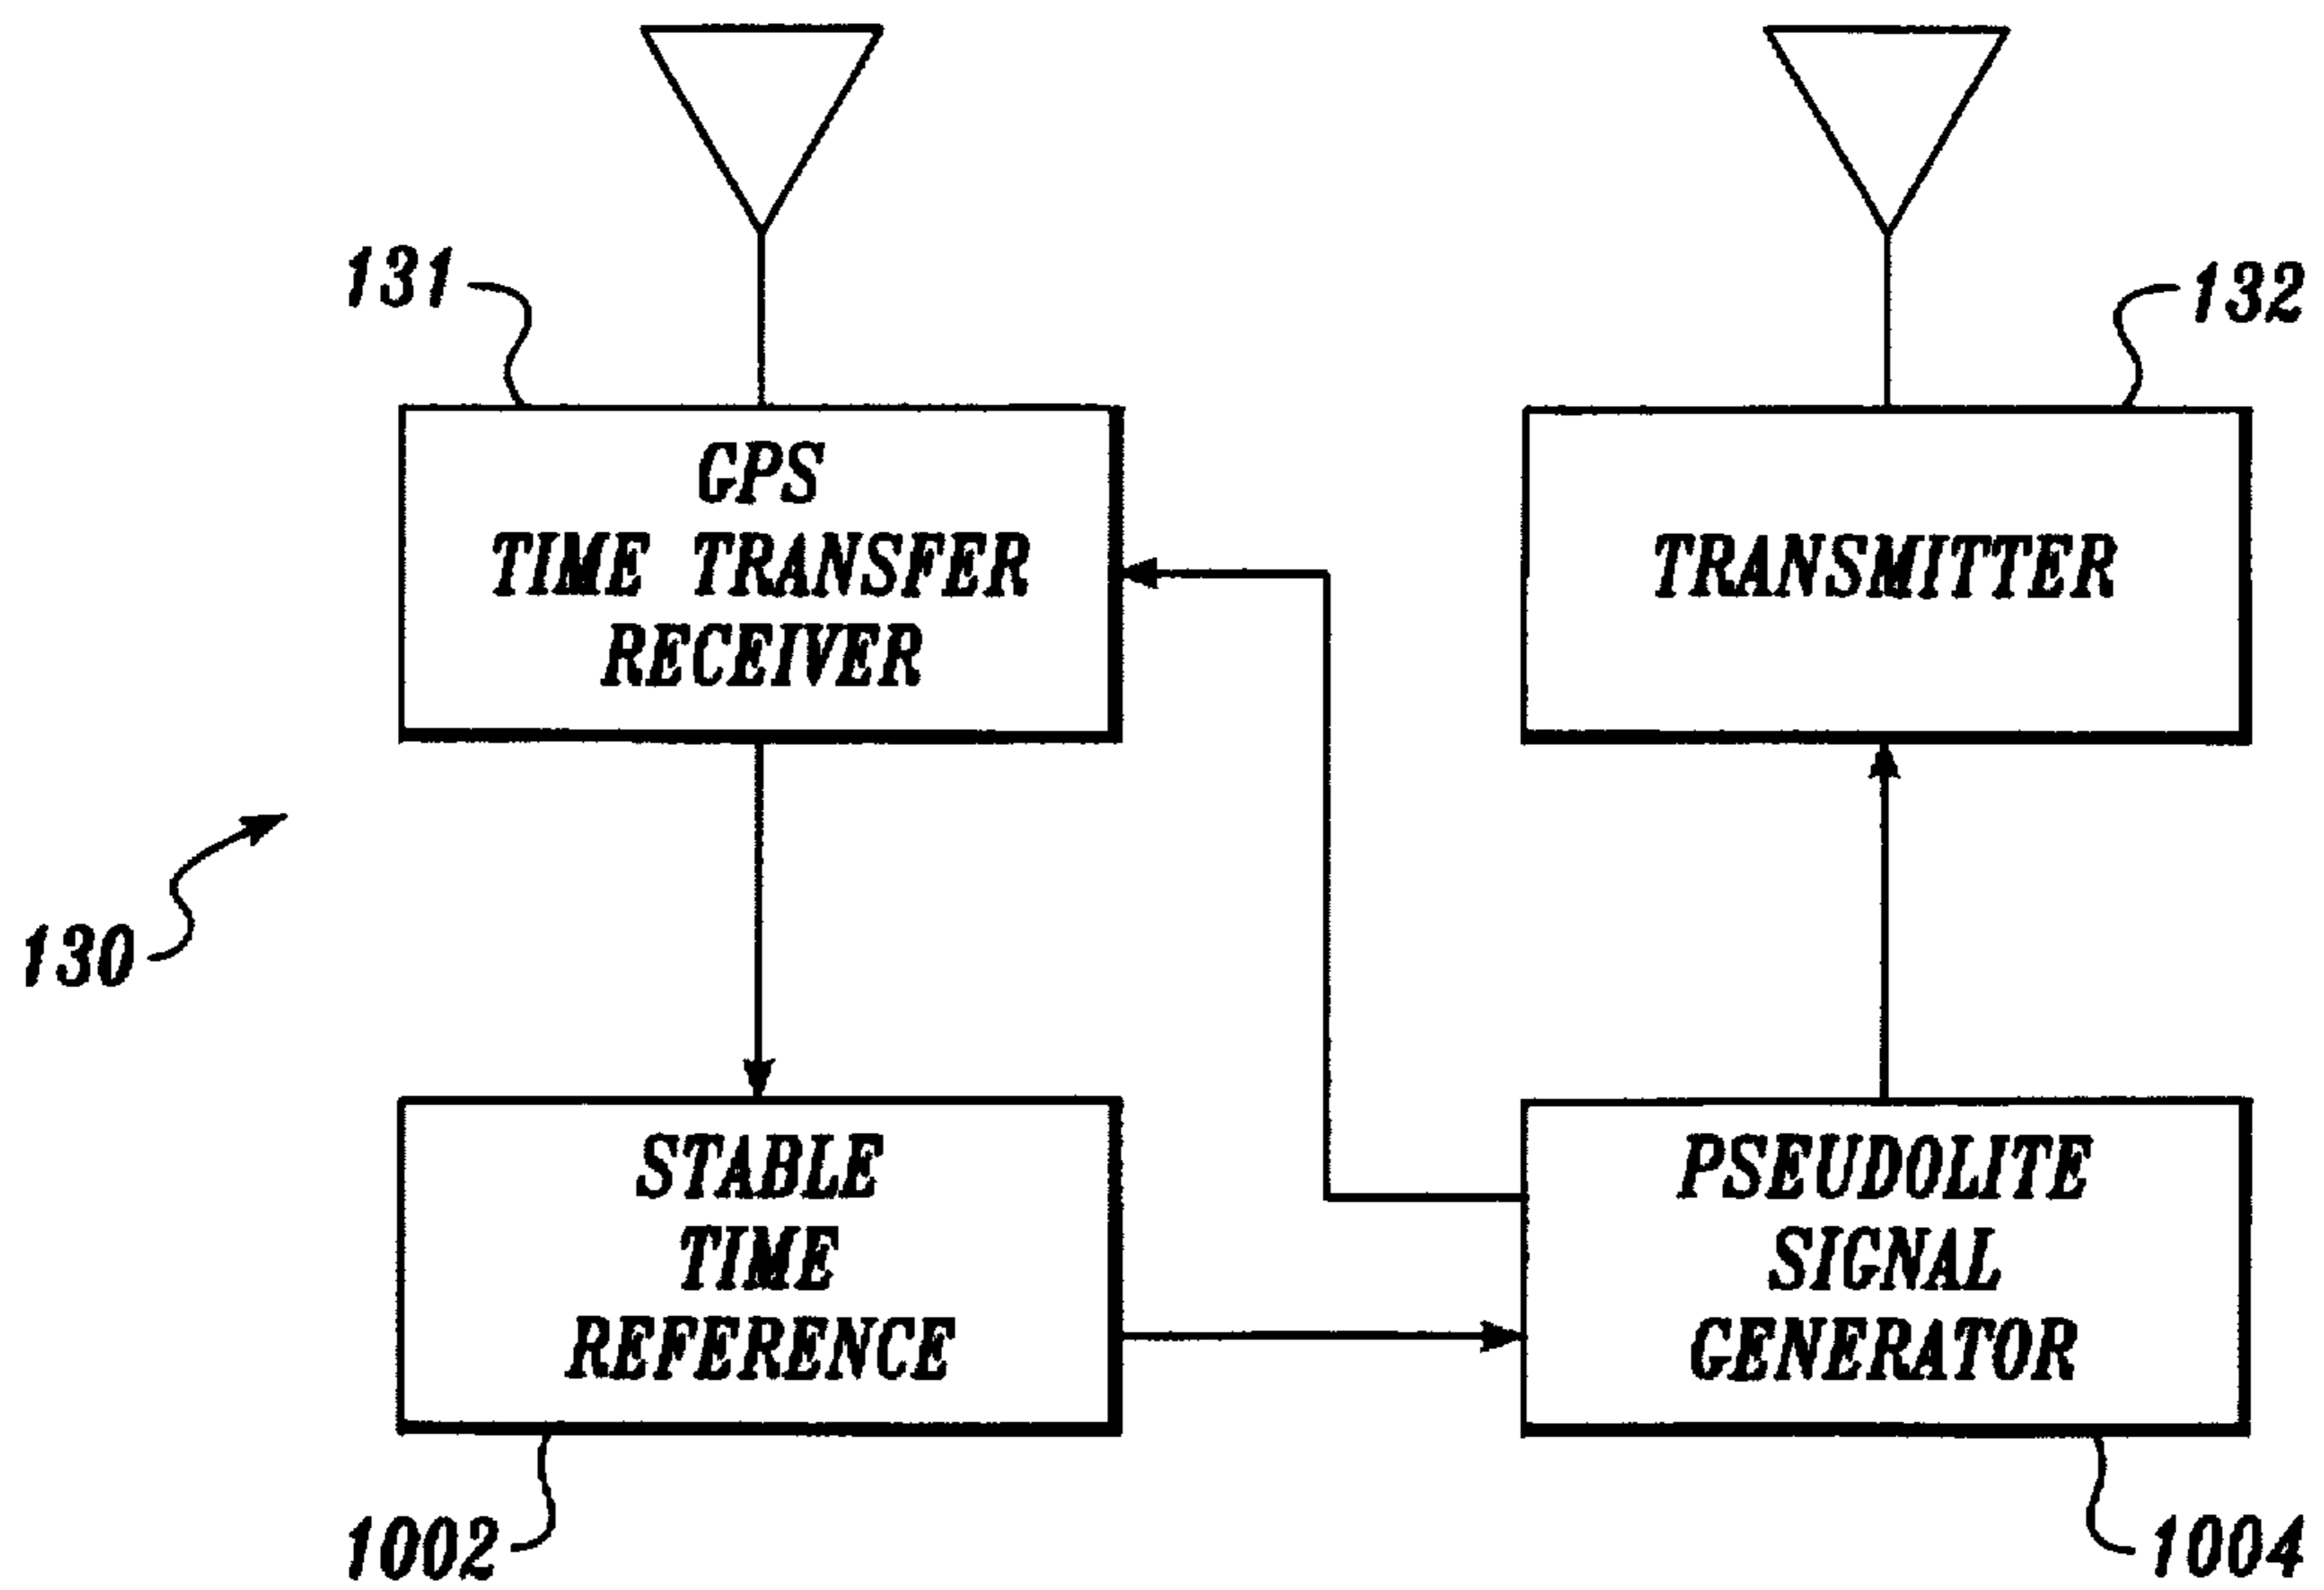 131
132
GPS
TIME TRANSFER
RECEIVER
TRANSMITTER
130
STABLE
TIME
REFERENCE
PSEUDOLITE
SIGNAL
GENERATOR
1002
1004